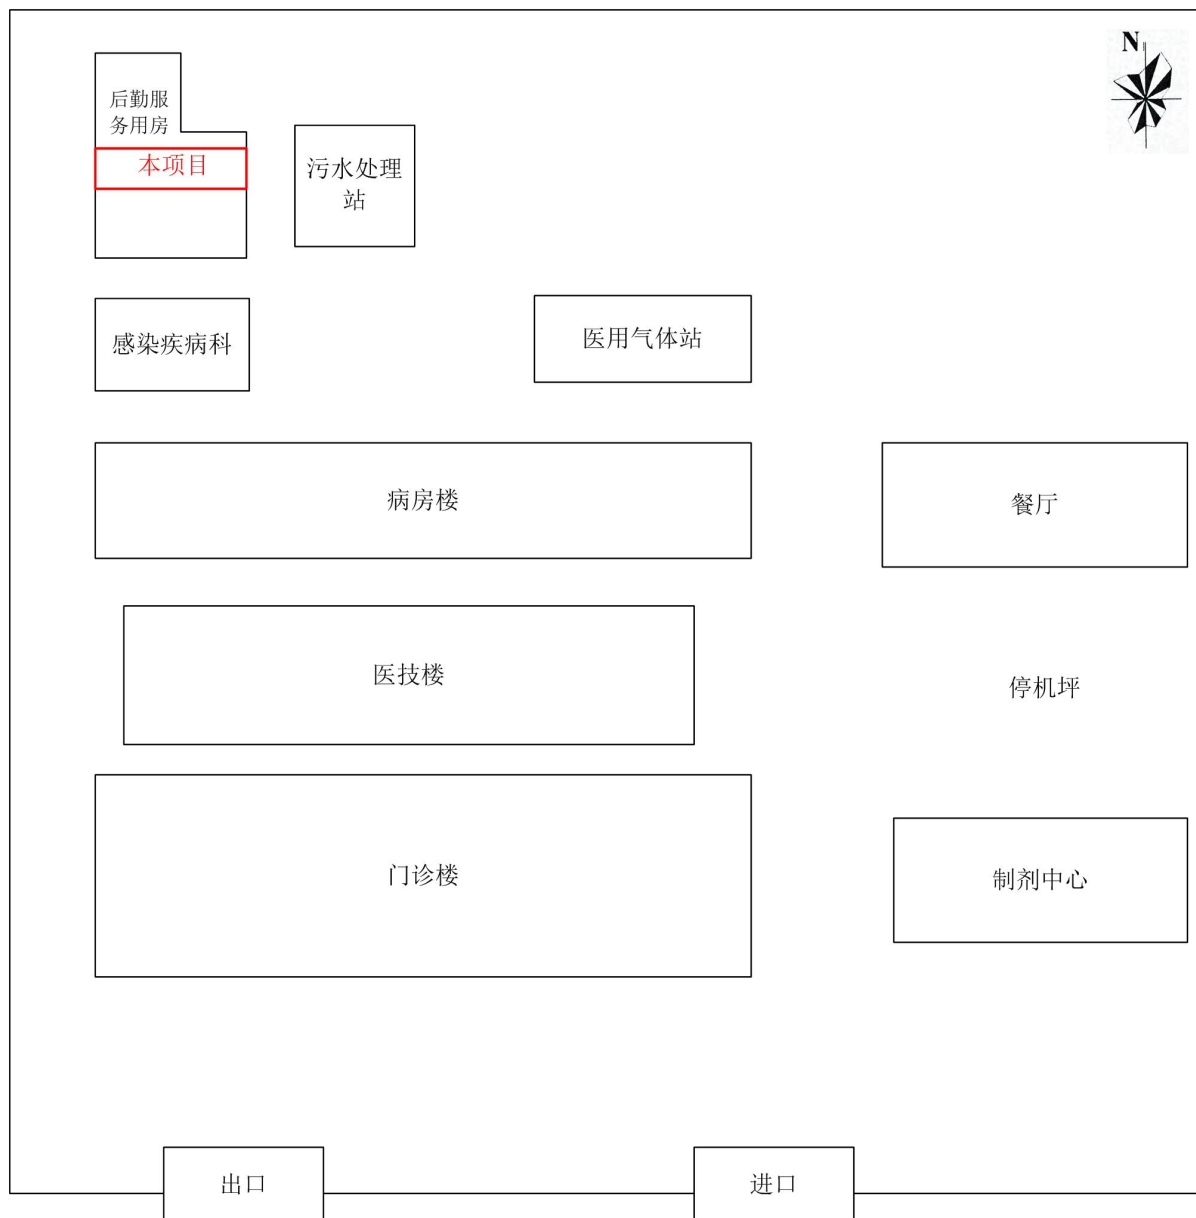 N
后勤服
务用房
本项目
污水处理
站
感染疾病科
医用气体站
病房楼
餐厅
医技楼
停机坪
门诊楼
制剂中心
出口
进口